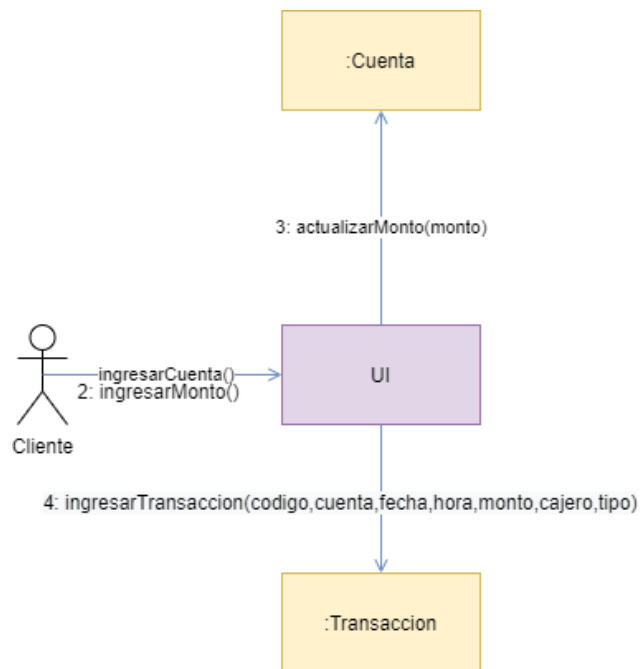 :Cuenta
3: actualizarMonto(monto)
ingresarCuenta()
2: ingresarMonto()
UI
Cliente
4: ingresarTransaccion(codigo,cuenta,fecha,hora,monto,cajero,tipo)
:Transaccion